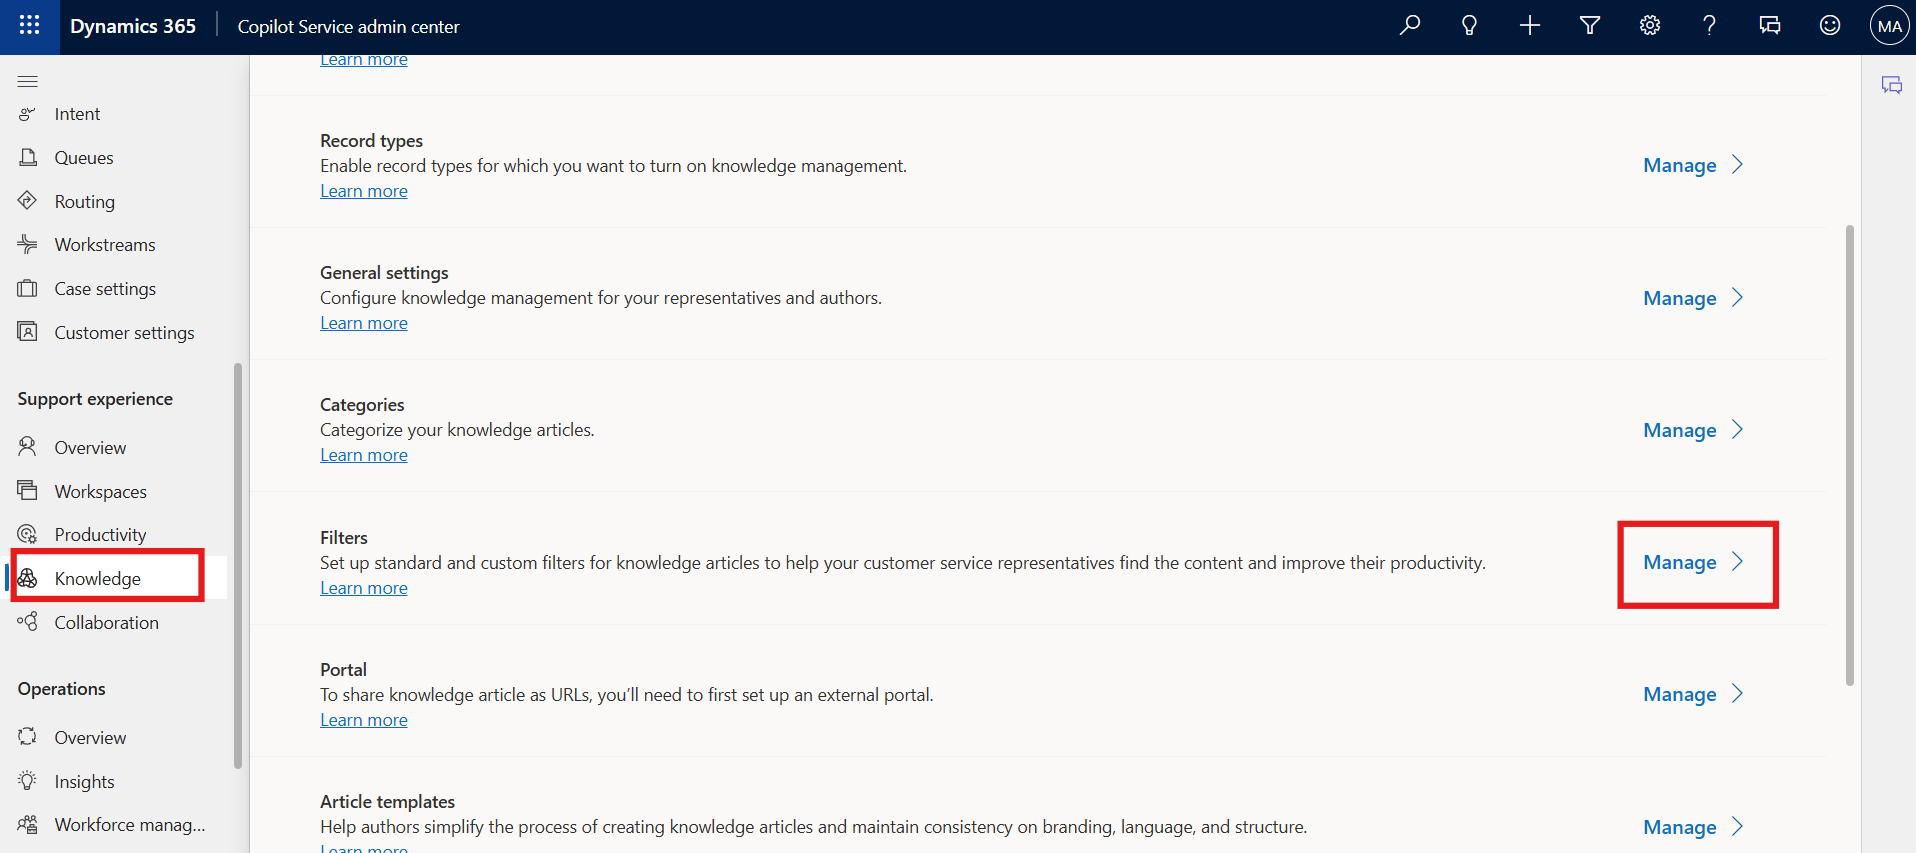 Dynamics 365
Copilot Service admin center
MA
Intent
Queues
Routing
Workstreams
Case settings
Customer settings
Support experience
Overview
Workspaces
Productivity
Knowledge
Collaboration
Operations
Overview
Insights
Workforce manag...
Learn more
Record types
Enable record types for which you want to turn on knowledge management.
Learn more
Manage
General settings
Configure knowledge management for your representatives and authors.
Learn more
Manage
Categories
Categorize your knowledge articles.
Learn more
Manage
Filters
Set up standard and custom filters for knowledge articles to help your customer service representatives find the content and improve their productivity.
Learn more
Manage
Portal
To share knowledge article as URLs, you’ll need to first set up an external portal.
Learn more
Manage
Article templates
Help authors simplify the process of creating knowledge articles and maintain consistency on branding, language, and structure.
Learn more
Manage